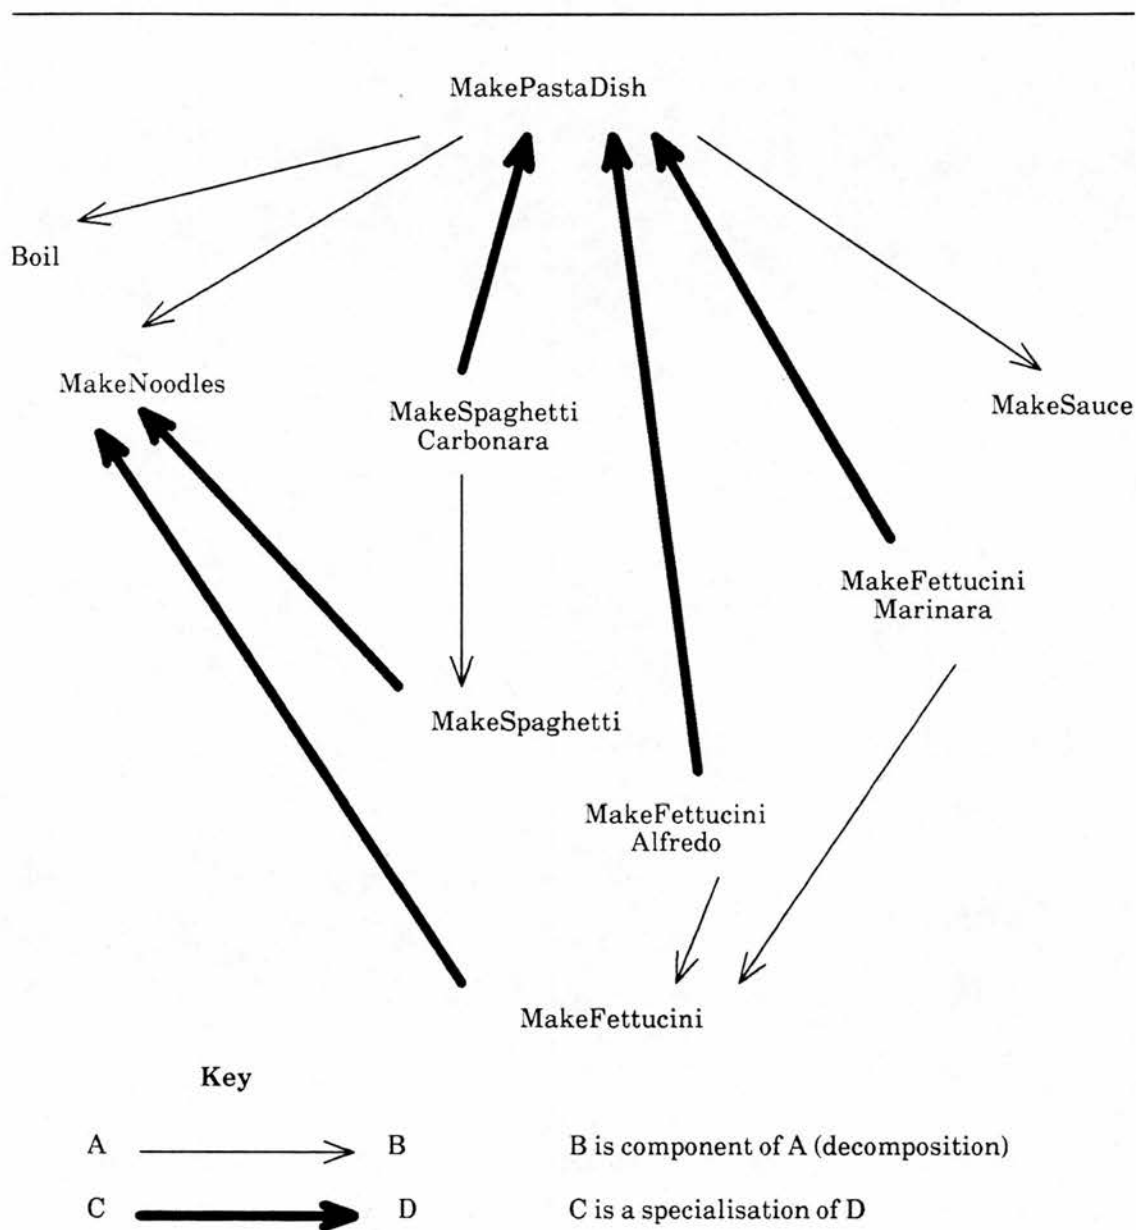 MakePastaDish
Boil
MakeNoodles
MakeSpaghetti
Carbonara
MakeSauce
MakeFettucini
Marinara
MakeSpaghetti
MakeFettucini
Alfredo
MakeFettucini
Key
A B B is component of A (decomposition)
C D C is a specialisation of D